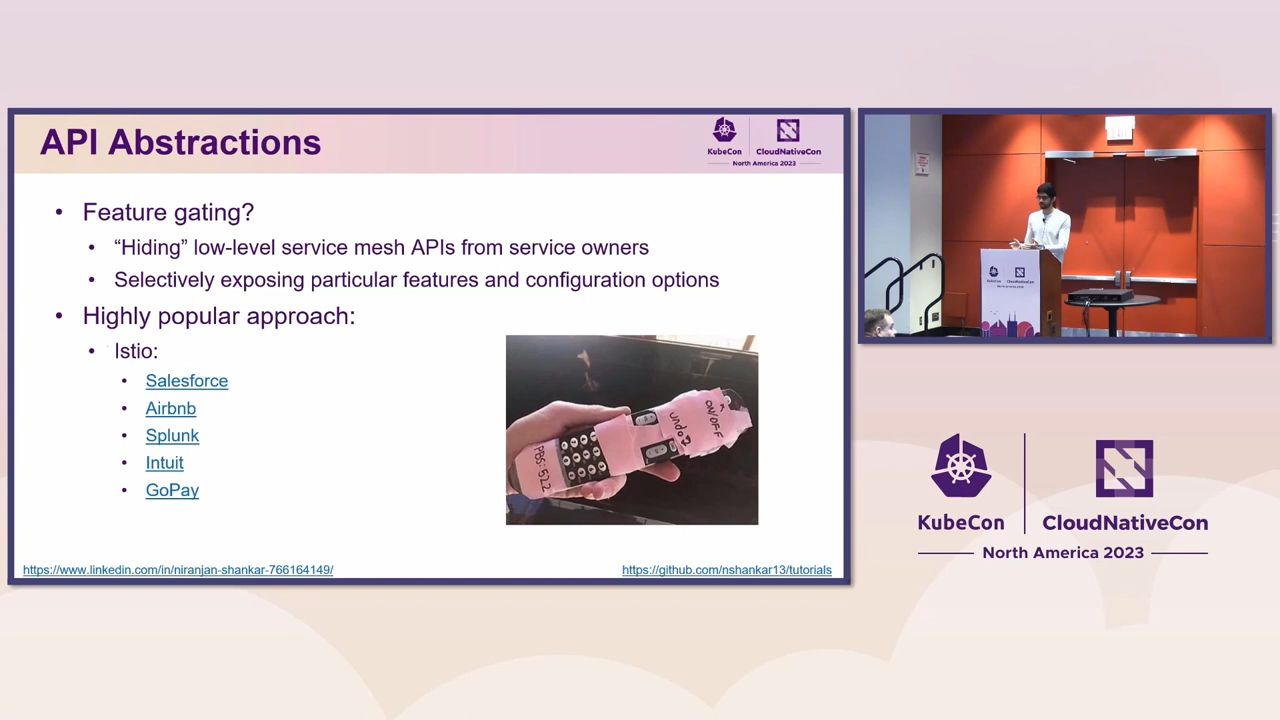 API Abstractions
KubeCon
CloudNativeCon
North America 2023
• Feature gating?
• “Hiding” low-level service mesh APIs from service owners
• Selectively exposing particular features and configuration options
• Highly popular approach:
• Istio:
• Salesforce
• Airbnb
• Splunk
• Intuit
• GoPay
ON/OFF
undo
PBS: 512
https://www.linkedin.com/in/niranjan-shankar-766164149/
https://github.com/nshankar13/tutorials
EXIT
KubeCon
CloudNativeCon
KubeCon
CloudNativeCon
North America 2023